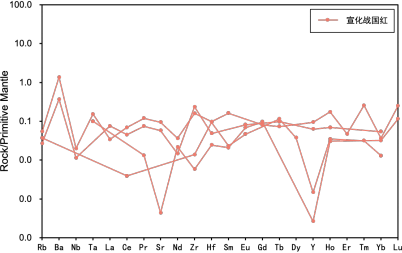 100.0
宣化战国红
10.0
1.0
0.1
0.0
0.0
0.0
Rock/Primitive Mantle
Rb Ba Nb Ta La Ce Pr Sr Nd Zr Hf Sm Eu Gd Tb Dy Y Ho Er Tm Yb Lu